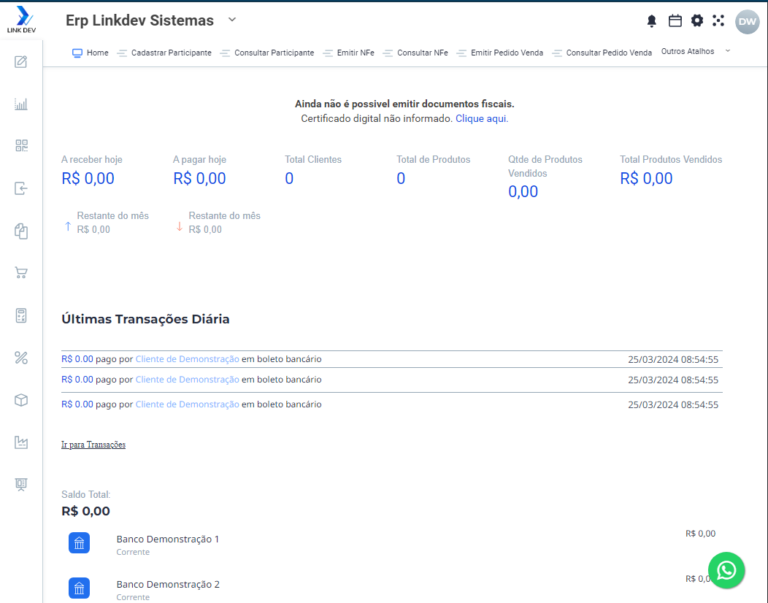 LINK DEV
Erp Linkdev Sistemas
DW
Home Cadastrar Participante Consultar Participante Emitir NFe Consultar NFe Emitir Pedido Venda Consultar Pedido Venda Outros Atalhos
Ainda não é possivel emitir documentos fiscais.
Certificado digital não informado. Clique aqui.
A receber hoje
R$ 0,00
A pagar hoje
R$ 0,00
Total Clientes
0
Total de Produtos
0
Qtde de Produtos
Vendidos
0,00
Total Produtos Vendidos
R$ 0,00
Restante do mês
R$ 0,00
Restante do mês
R$ 0,00
Últimas Transações Diária
R$ 0.00 pago por Cliente de Demonstração em boleto bancário 25/03/2024 08:54:55
R$ 0.00 pago por Cliente de Demonstração em boleto bancário 25/03/2024 08:54:55
R$ 0.00 pago por Cliente de Demonstração em boleto bancário 25/03/2024 08:54:55
Ir para Transações
Saldo Total:
R$ 0,00
Banco Demonstração 1 R$ 0,00
Corrente
Banco Demonstração 2 R$ 0,0
Corrente